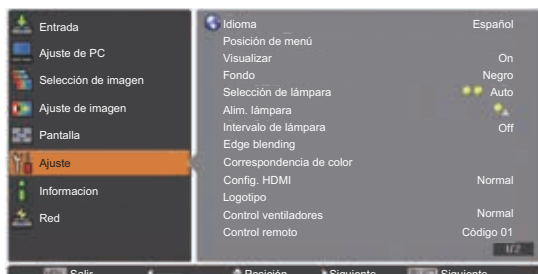 Entrada
Ajuste de PC
Selección de imagen
Ajuste de imagen
Pantalla
Ajuste
Informacion
Red
Idioma Español
Posición de menú
Visualizar On
Fondo Negro
Selección de lámpara Auto
Alim. lámpara
Intervalo de lámpara Off
Edge blending
Correspondencia de color
Config. HDMI Normal
Logotipo
Control ventiladores Normal
Control remoto Código 01
1/2
Salir Posición Siguiente Siguiente